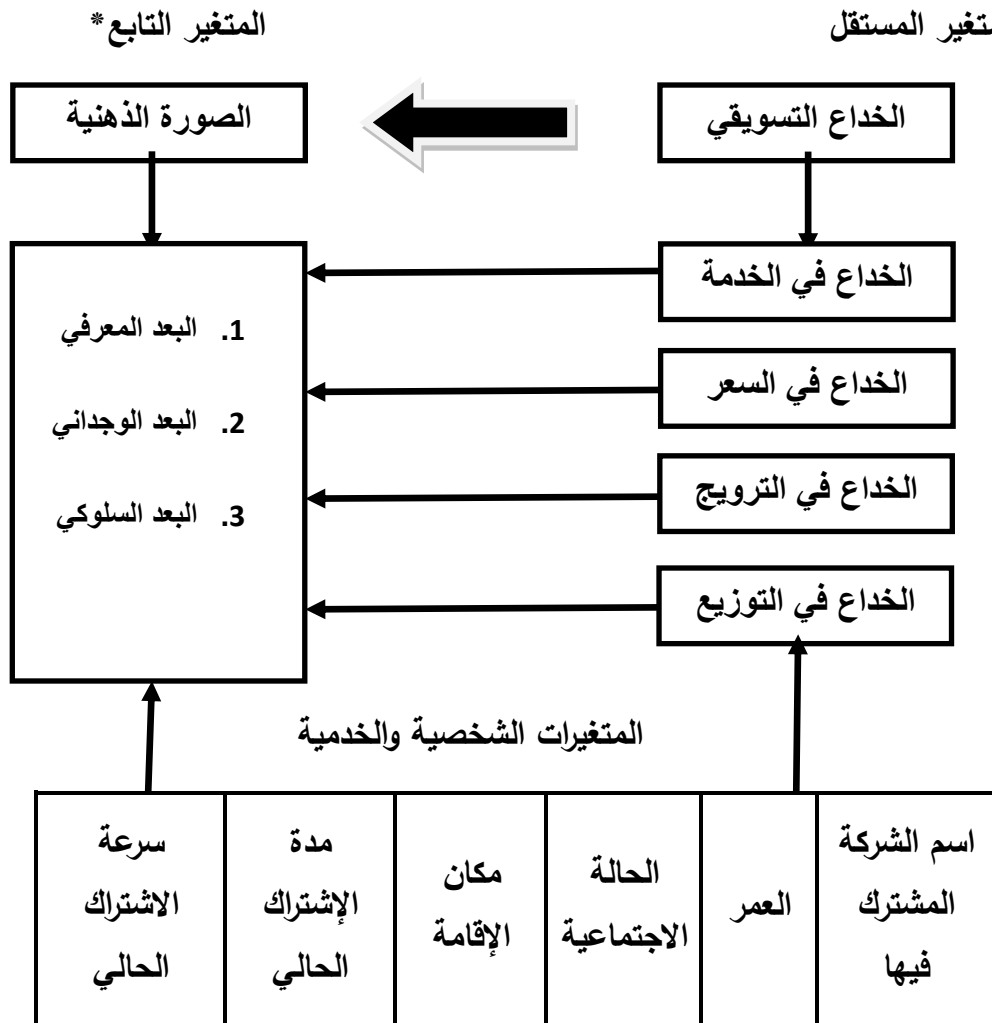 متغير المستقل
المتغير التابع*
الخداع التسويقي
الصورة الذهنية
الخداع في الخدمة
الخداع في السعر
الخداع في الترويج
الخداع في التوزيع
1. البعد المعرفي
2. البعد الوجداني
3. البعد السلوكي
المتغيرات الشخصية والخدمية
اسم الشركة
المشترك
فيها
العمر
الحالة
الاجتماعية
مكان
الإقامة
مدة
الإشتراك
الحالي
سرعة
الاشتراك
الحالي